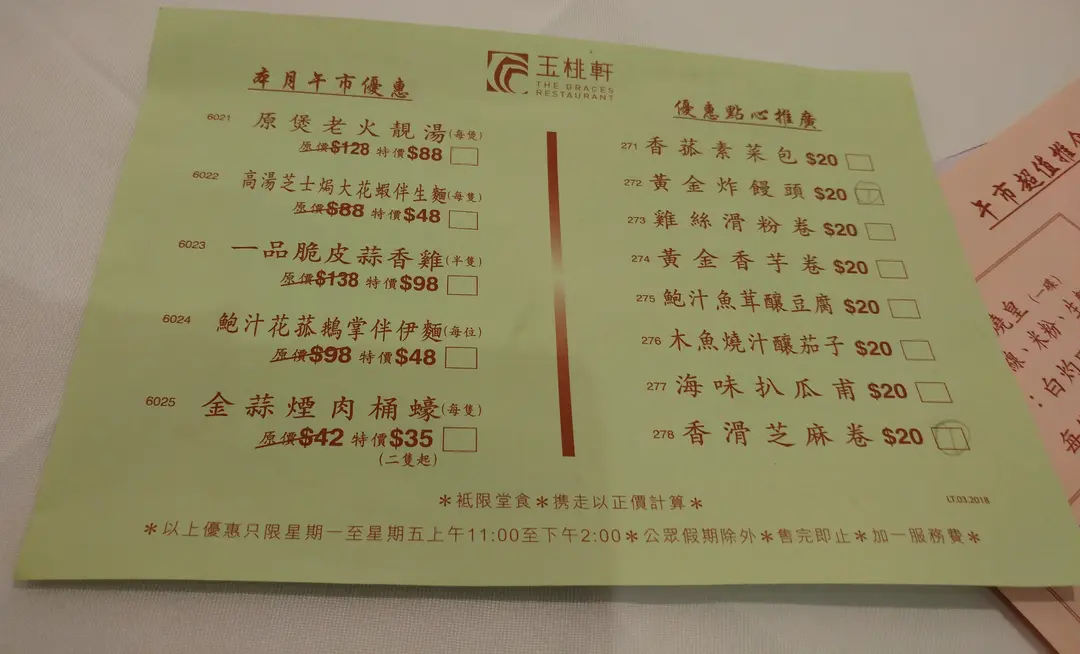 玉桃軒
THE GRACES
RESTAURANT
本月午市優惠
6021 原煲老火靚湯(每煲)
原價$128 特價$88
6022 高湯芝士焗大花蝦伴生麵(每隻)
原價$88 特價$48
6023 一品脆皮蒜香雞(半隻)
原價$138 特價$98
6024 鮑汁花菇鵝掌伴伊麵(每位)
原價$98 特價$48
6025 金蒜煙肉桶蠔(每隻)
原價$42 特價$35
(二隻起)
優惠點心推廣
271 香菇素菜包 $20
272 黃金炸饅頭 $20
273 雞絲滑粉卷 $20
274 黃金香芋卷 $20
275 鮑汁魚茸釀豆腐 $20
276 木魚燒汁釀茄子 $20
277 海味扒瓜甫 $20
278 香滑芝麻卷 $20
＊祗限堂食＊携走以正價計算＊
LT.03.2018
＊以上優惠只限星期一至星期五上午11:00至下午2:00＊公眾假期除外＊售完即止＊加一服務費＊
午市超值推
燒皇(一碟)
、米粉、
：白灼
每